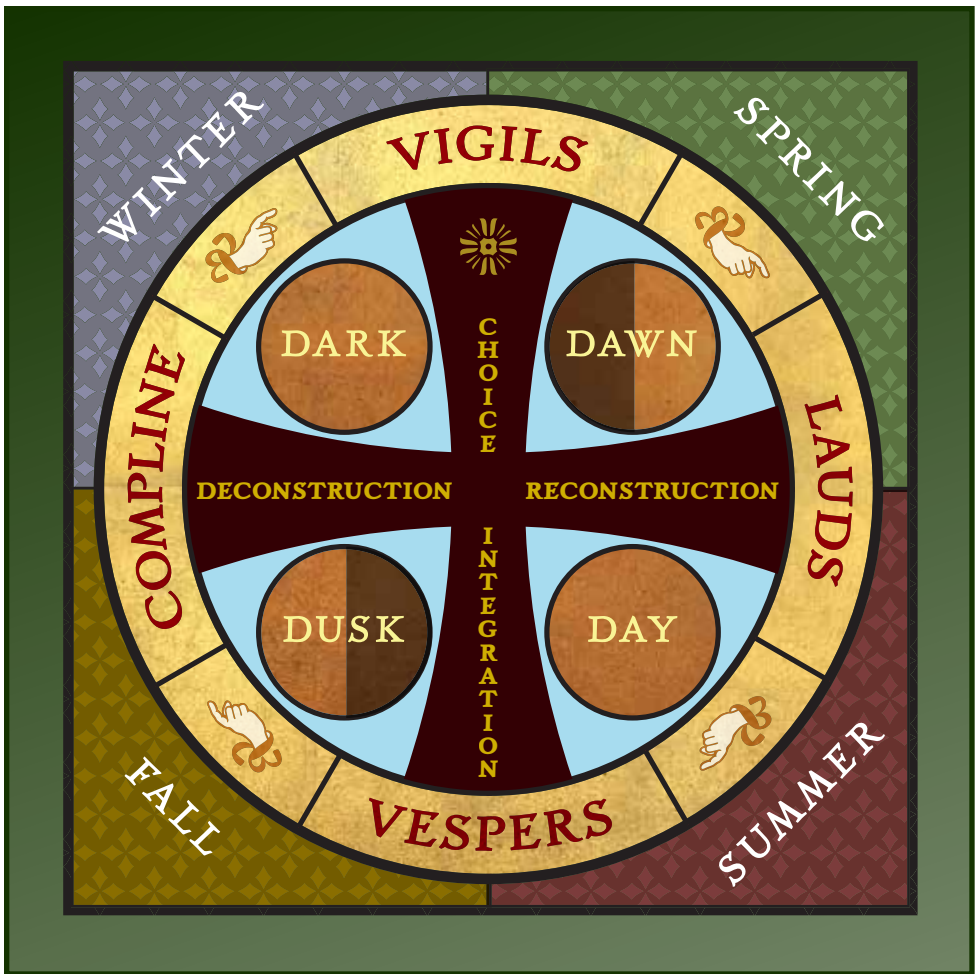 WINTER
SPRING
VIGILS
DARK
DAWN
CHOICE
COMPLINE
LAUDS
DECONSTRUCTION
RECONSTRUCTION
INTEGRATION
DUSK
DAY
VESPERS
FALL
SUMMER